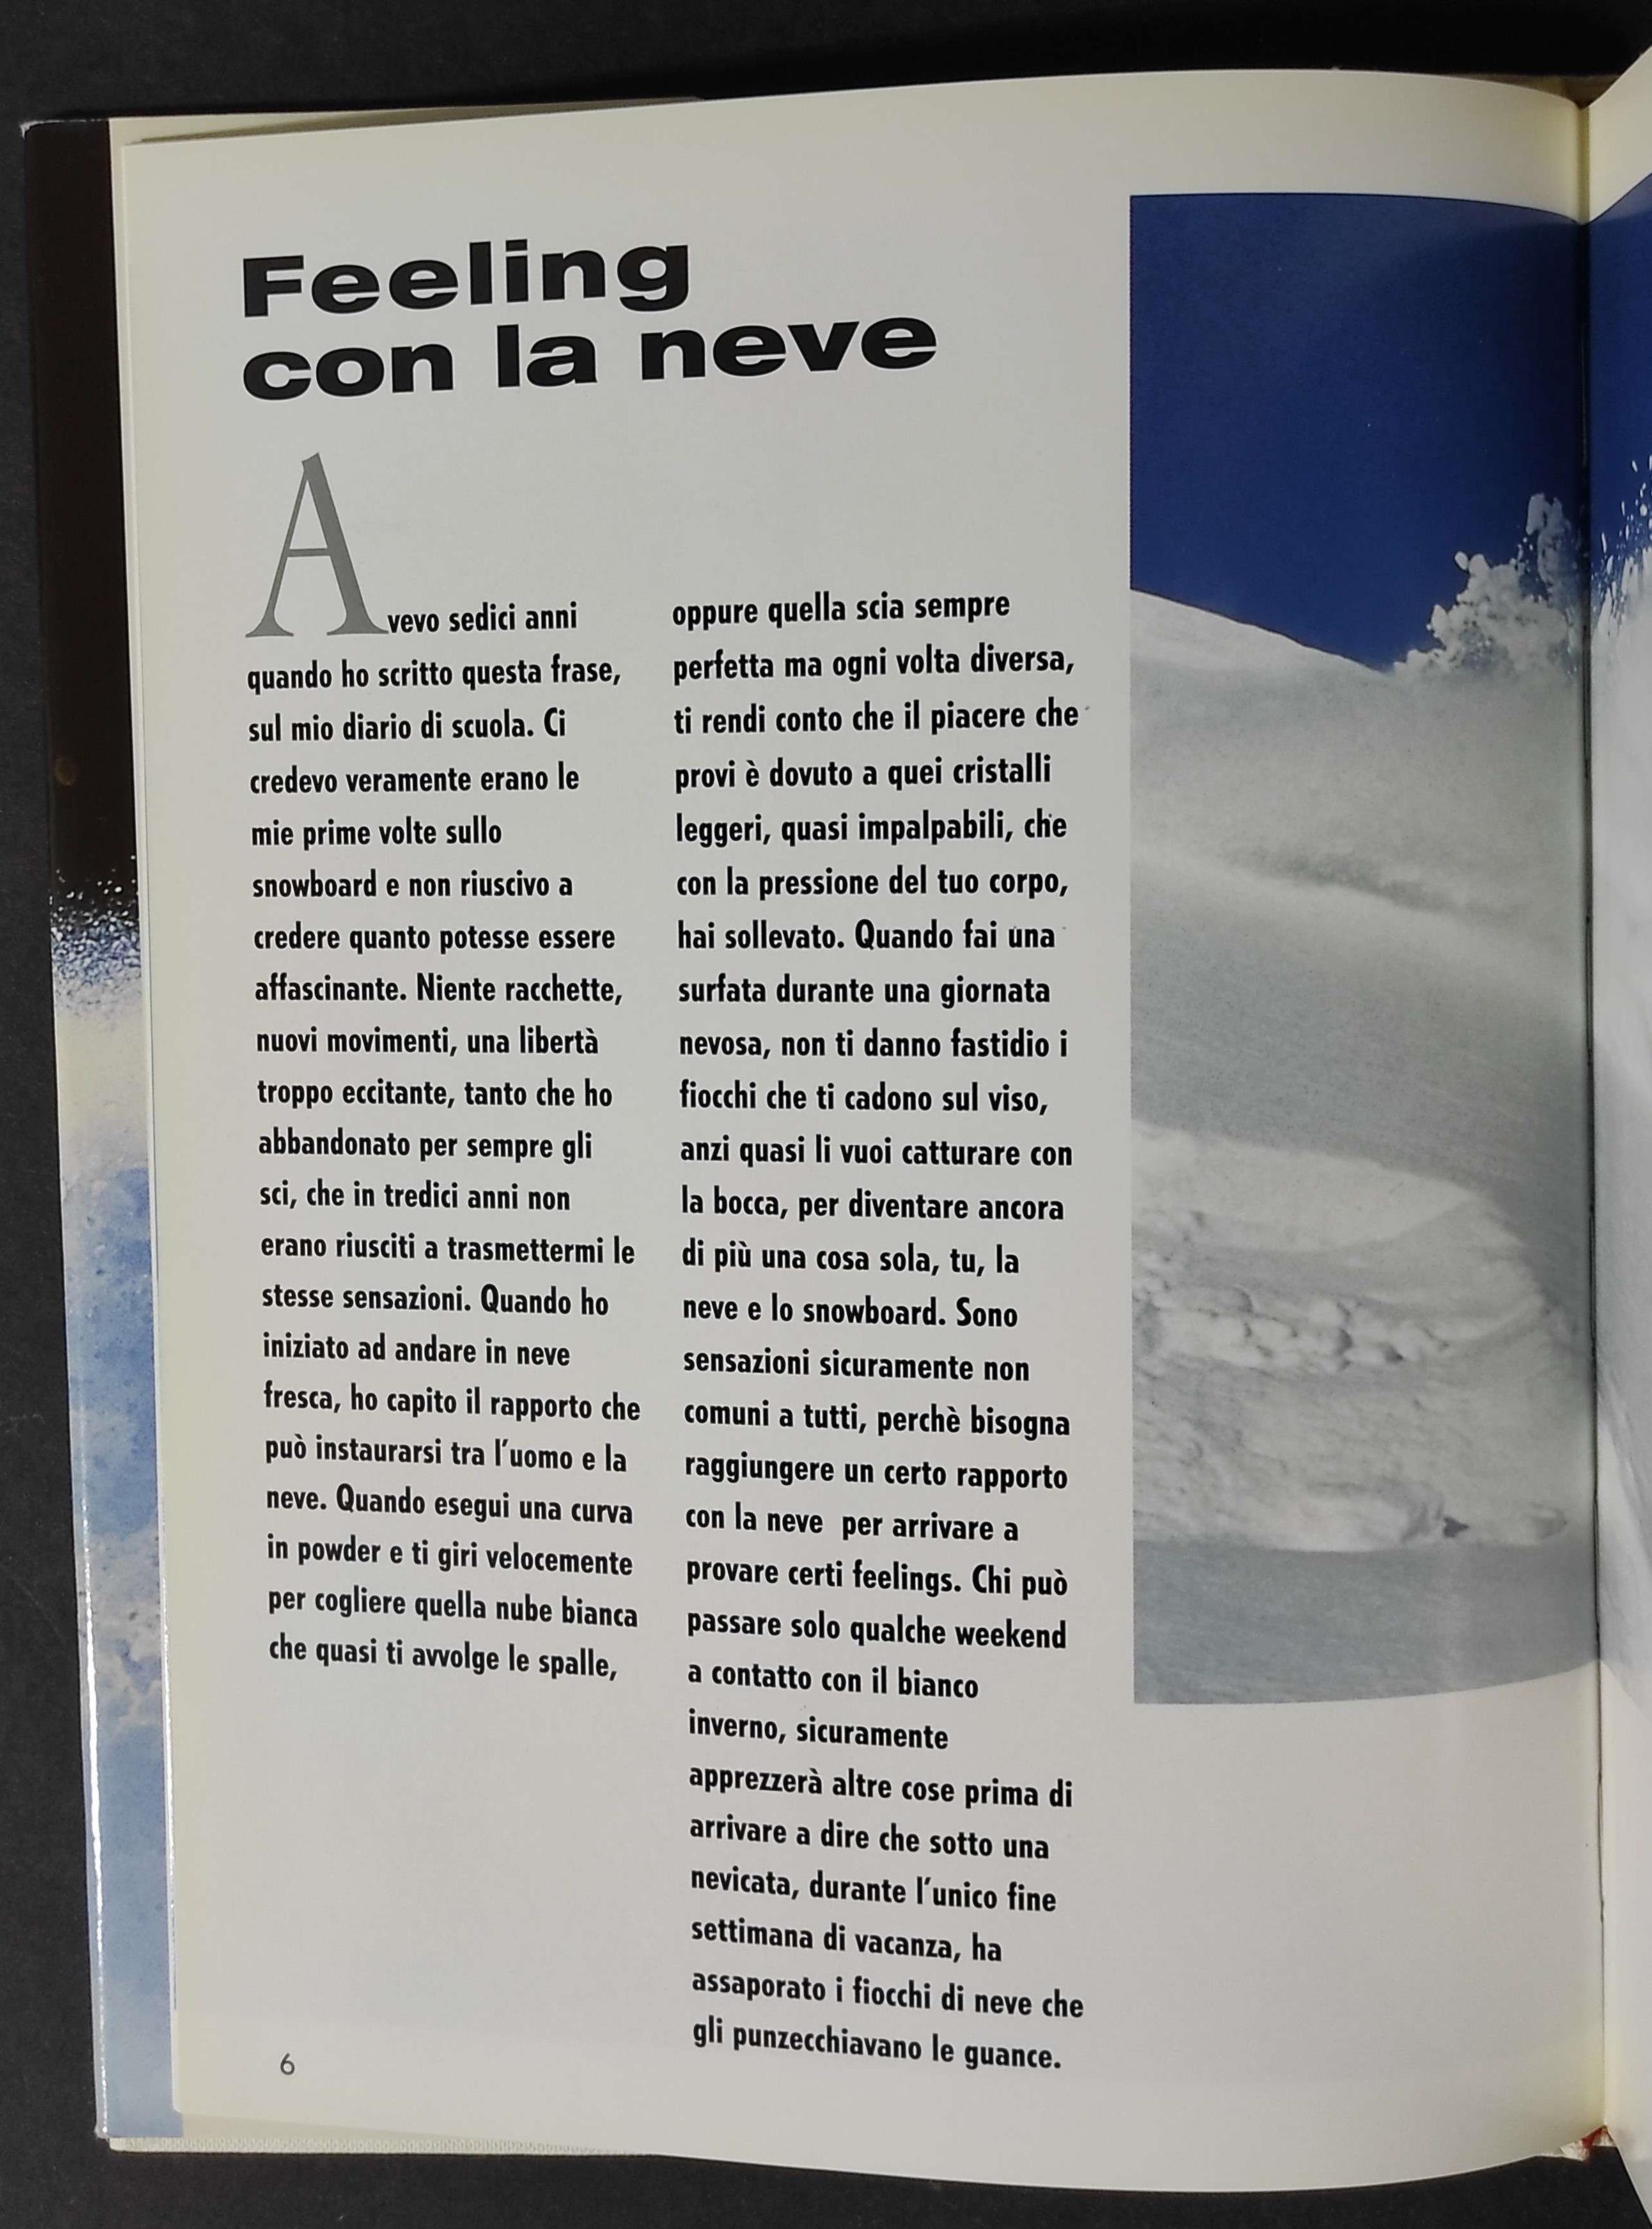 Feeling
con la neve
Avevo sedici anni
quando ho scritto questa frase,
sul mio diario di scuola. Ci
credevo veramente erano le
mie prime volte sullo
snowboard e non riuscivo a
credere quanto potesse essere
affascinante. Niente racchette,
nuovi movimenti, una libertà
troppo eccitante, tanto che ho
abbandonato per sempre gli
sci, che in tredici anni non
erano riusciti a trasmettermi le
stesse sensazioni. Quando ho
iniziato ad andare in neve
fresca, ho capito il rapporto che
può instaurarsi tra l'uomo e la
neve. Quando esegui una curva
in powder e ti giri velocemente
per cogliere quella nube bianca
che quasi ti avvolge le spalle,
oppure quella scia sempre
perfetta ma ogni volta diversa,
ti rendi conto che il piacere che
provi è dovuto a quei cristalli
leggeri, quasi impalpabili, che
con la pressione del tuo corpo,
hai sollevato. Quando fai una
surfata durante una giornata
nevosa, non ti danno fastidio i
fiocchi che ti cadono sul viso,
anzi quasi li vuoi catturare con
la bocca, per diventare ancora
di più una cosa sola, tu, la
neve e lo snowboard. Sono
sensazioni sicuramente non
comuni a tutti, perchè bisogna
raggiungere un certo rapporto
con la neve per arrivare a
provare certi feelings. Chi può
passare solo qualche weekend
a contatto con il bianco
inverno, sicuramente
apprezzerà altre cose prima di
arrivare a dire che sotto una
nevicata, durante l'unico fine
settimana di vacanza, ha
assaporato i fiocchi di neve che
gli punzecchiavano le guance.
6